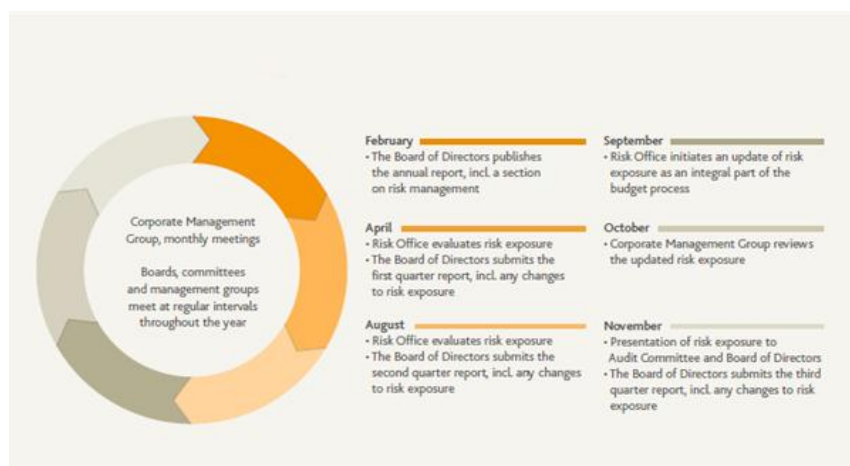 Corporate Management
Group, monthly meetings
Boards, committees
and management groups
meet at regular intervals
throughout the year
February
• The Board of Directors publishes
the annual report, incl. a section
on risk management
April
• Risk Office evaluates risk exposure
• The Board of Directors submits the
first quarter report, incl. any changes
to risk exposure
August
• Risk Office evaluates risk exposure
• The Board of Directors submits the
second quarter report, incl. any changes
to risk exposure
September
• Risk Office initiates an update of risk
exposure as an integral part of the
budget process
October
• Corporate Management Group reviews
the updated risk exposure
November
• Presentation of risk exposure to
Audit Committee and Board of Directors
• The Board of Directors submits the third
quarter report, incl. any changes to risk
exposure